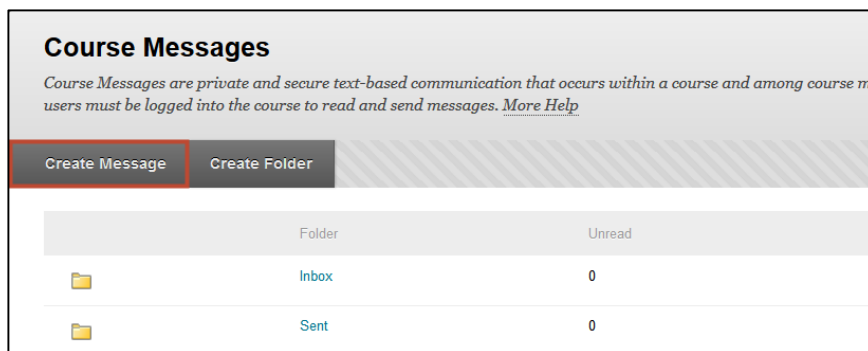 Course Messages
Course Messages are private and secure text-based communication that occurs within a course and among course
users must be logged into the course to read and send messages. More Help
Create Message Create Folder
Folder Unread
Inbox 0
Sent 0